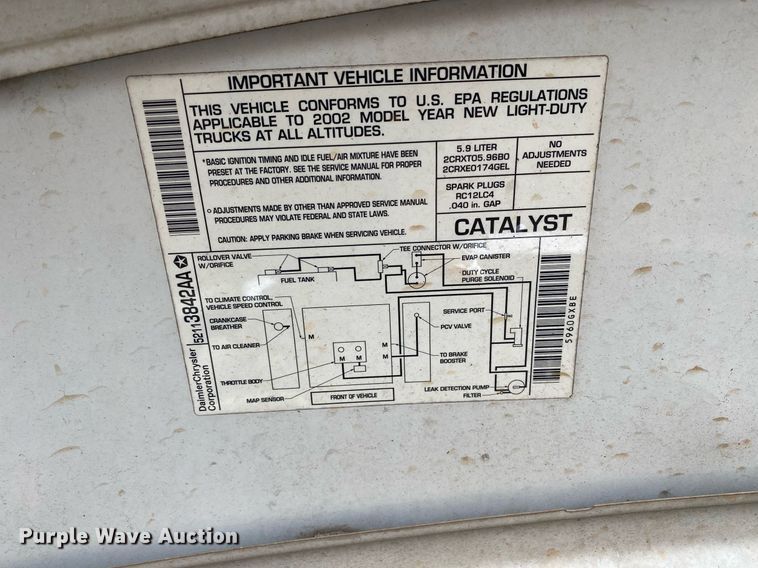 IMPORTANT VEHICLE INFORMATION
THIS VEHICLE CONFORMS TO U.S. EPA REGULATIONS
APPLICABLE TO 2002 MODEL YEAR NEW LIGHT-DUTY
TRUCKS AT ALL ALTITUDES.
*BASIC IGNITION TIMING AND IDLE FUEL/AIR MIXTURE HAVE BEEN
PRESET AT THE FACTORY. SEE THE SERVICE MANUAL FOR PROPER
PROCEDURES AND OTHER ADDITIONAL INFORMATION.
ADJUSTMENTS MADE BY OTHER THAN APPROVED SERVICE MANUAL
PROCEDURES MAY VIOLATE FEDERAL AND STATE LAWS.
CAUTION: APPLY PARKING BRAKE WHEN SERVICING VEHICLE.
5.9 LITER
2CRXT05.96B0
2CRXE0174GEL
NO
ADJUSTMENTS
NEEDED
SPARK PLUGS
RC12LC4
.040 in. GAP
CATALYST
ROLLOVER VALVE
W/ORIFICE
FUEL TANK
TEE CONNECTOR W/ORIFICE
EVAP CANISTER
DUTY CYCLE
PURGE SOLENOID
TO CLIMATE CONTROL,
VEHICLE SPEED CONTROL
CRANKCASE
BREATHER
TO AIR CLEANER
THROTTLE BODY
MAP SENSOR
M
M
M
M
SERVICE PORT
PCV VALVE
TO BRAKE
BOOSTER
LEAK DETECTION PUMP
FILTER
FRONT OF VEHICLE
DaimlerChrysler
Corporation
52113842AA
5960GXBE
Purple Wave Auction
Purple Wave Auction